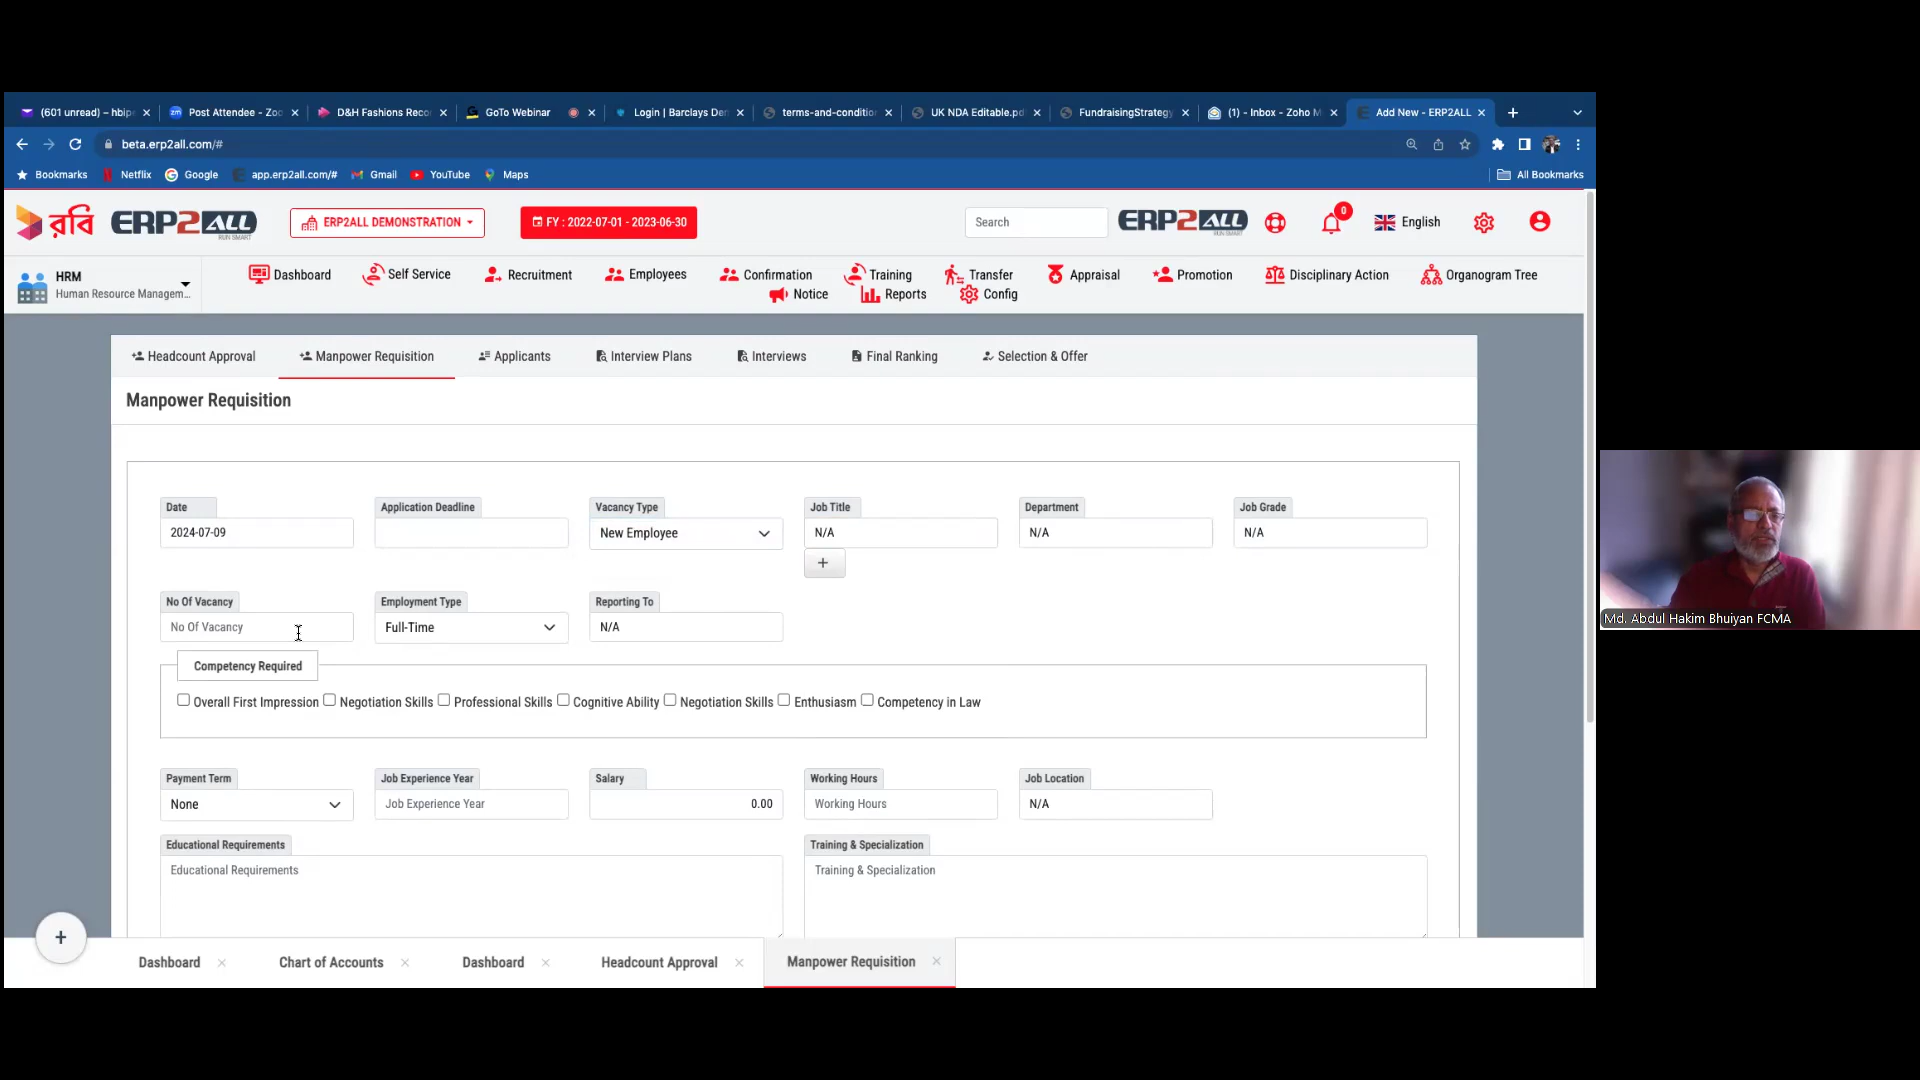 (601 unread) – hbipe
Post Attendee - Zoo
D&H Fashions Reco
GoTo Webinar
Login | Barclays De
terms-and-conditio
UK NDA Editable.pd
FundraisingStrategy
(1) - Inbox - Zoho M
Add New - ERP2ALL
beta.erp2all.com/#
Bookmarks
Netflix
Google
app.erp2all.com/#
Gmail
YouTube
Maps
All Bookmarks
রবি
ERP2ALL
RUN SMART
ERP2ALL DEMONSTRATION
FY : 2022-07-01 - 2023-06-30
Search
ERP2ALL
RUN SMART
0
English
HRM
Human Resource Managem...
Dashboard
Self Service
Recruitment
Employees
Confirmation
Training
Transfer
Appraisal
Promotion
Disciplinary Action
Organogram Tree
Notice
Reports
Config
Headcount Approval
Manpower Requisition
Applicants
Interview Plans
Interviews
Final Ranking
Selection & Offer
Manpower Requisition
Date
Application Deadline
Vacancy Type
Job Title
Department
Job Grade
2024-07-09
New Employee
N/A
N/A
N/A
+
No Of Vacancy
Employment Type
Reporting To
No Of Vacancy
Full-Time
N/A
Competency Required
Overall First Impression
Negotiation Skills
Professional Skills
Cognitive Ability
Negotiation Skills
Enthusiasm
Competency in Law
Payment Term
Job Experience Year
Salary
Working Hours
Job Location
None
Job Experience Year
0.00
Working Hours
N/A
Educational Requirements
Training & Specialization
Educational Requirements
Training & Specialization
+
Dashboard
Chart of Accounts
Dashboard
Headcount Approval
Manpower Requisition
Md. Abdul Hakim Bhuiyan FCMA